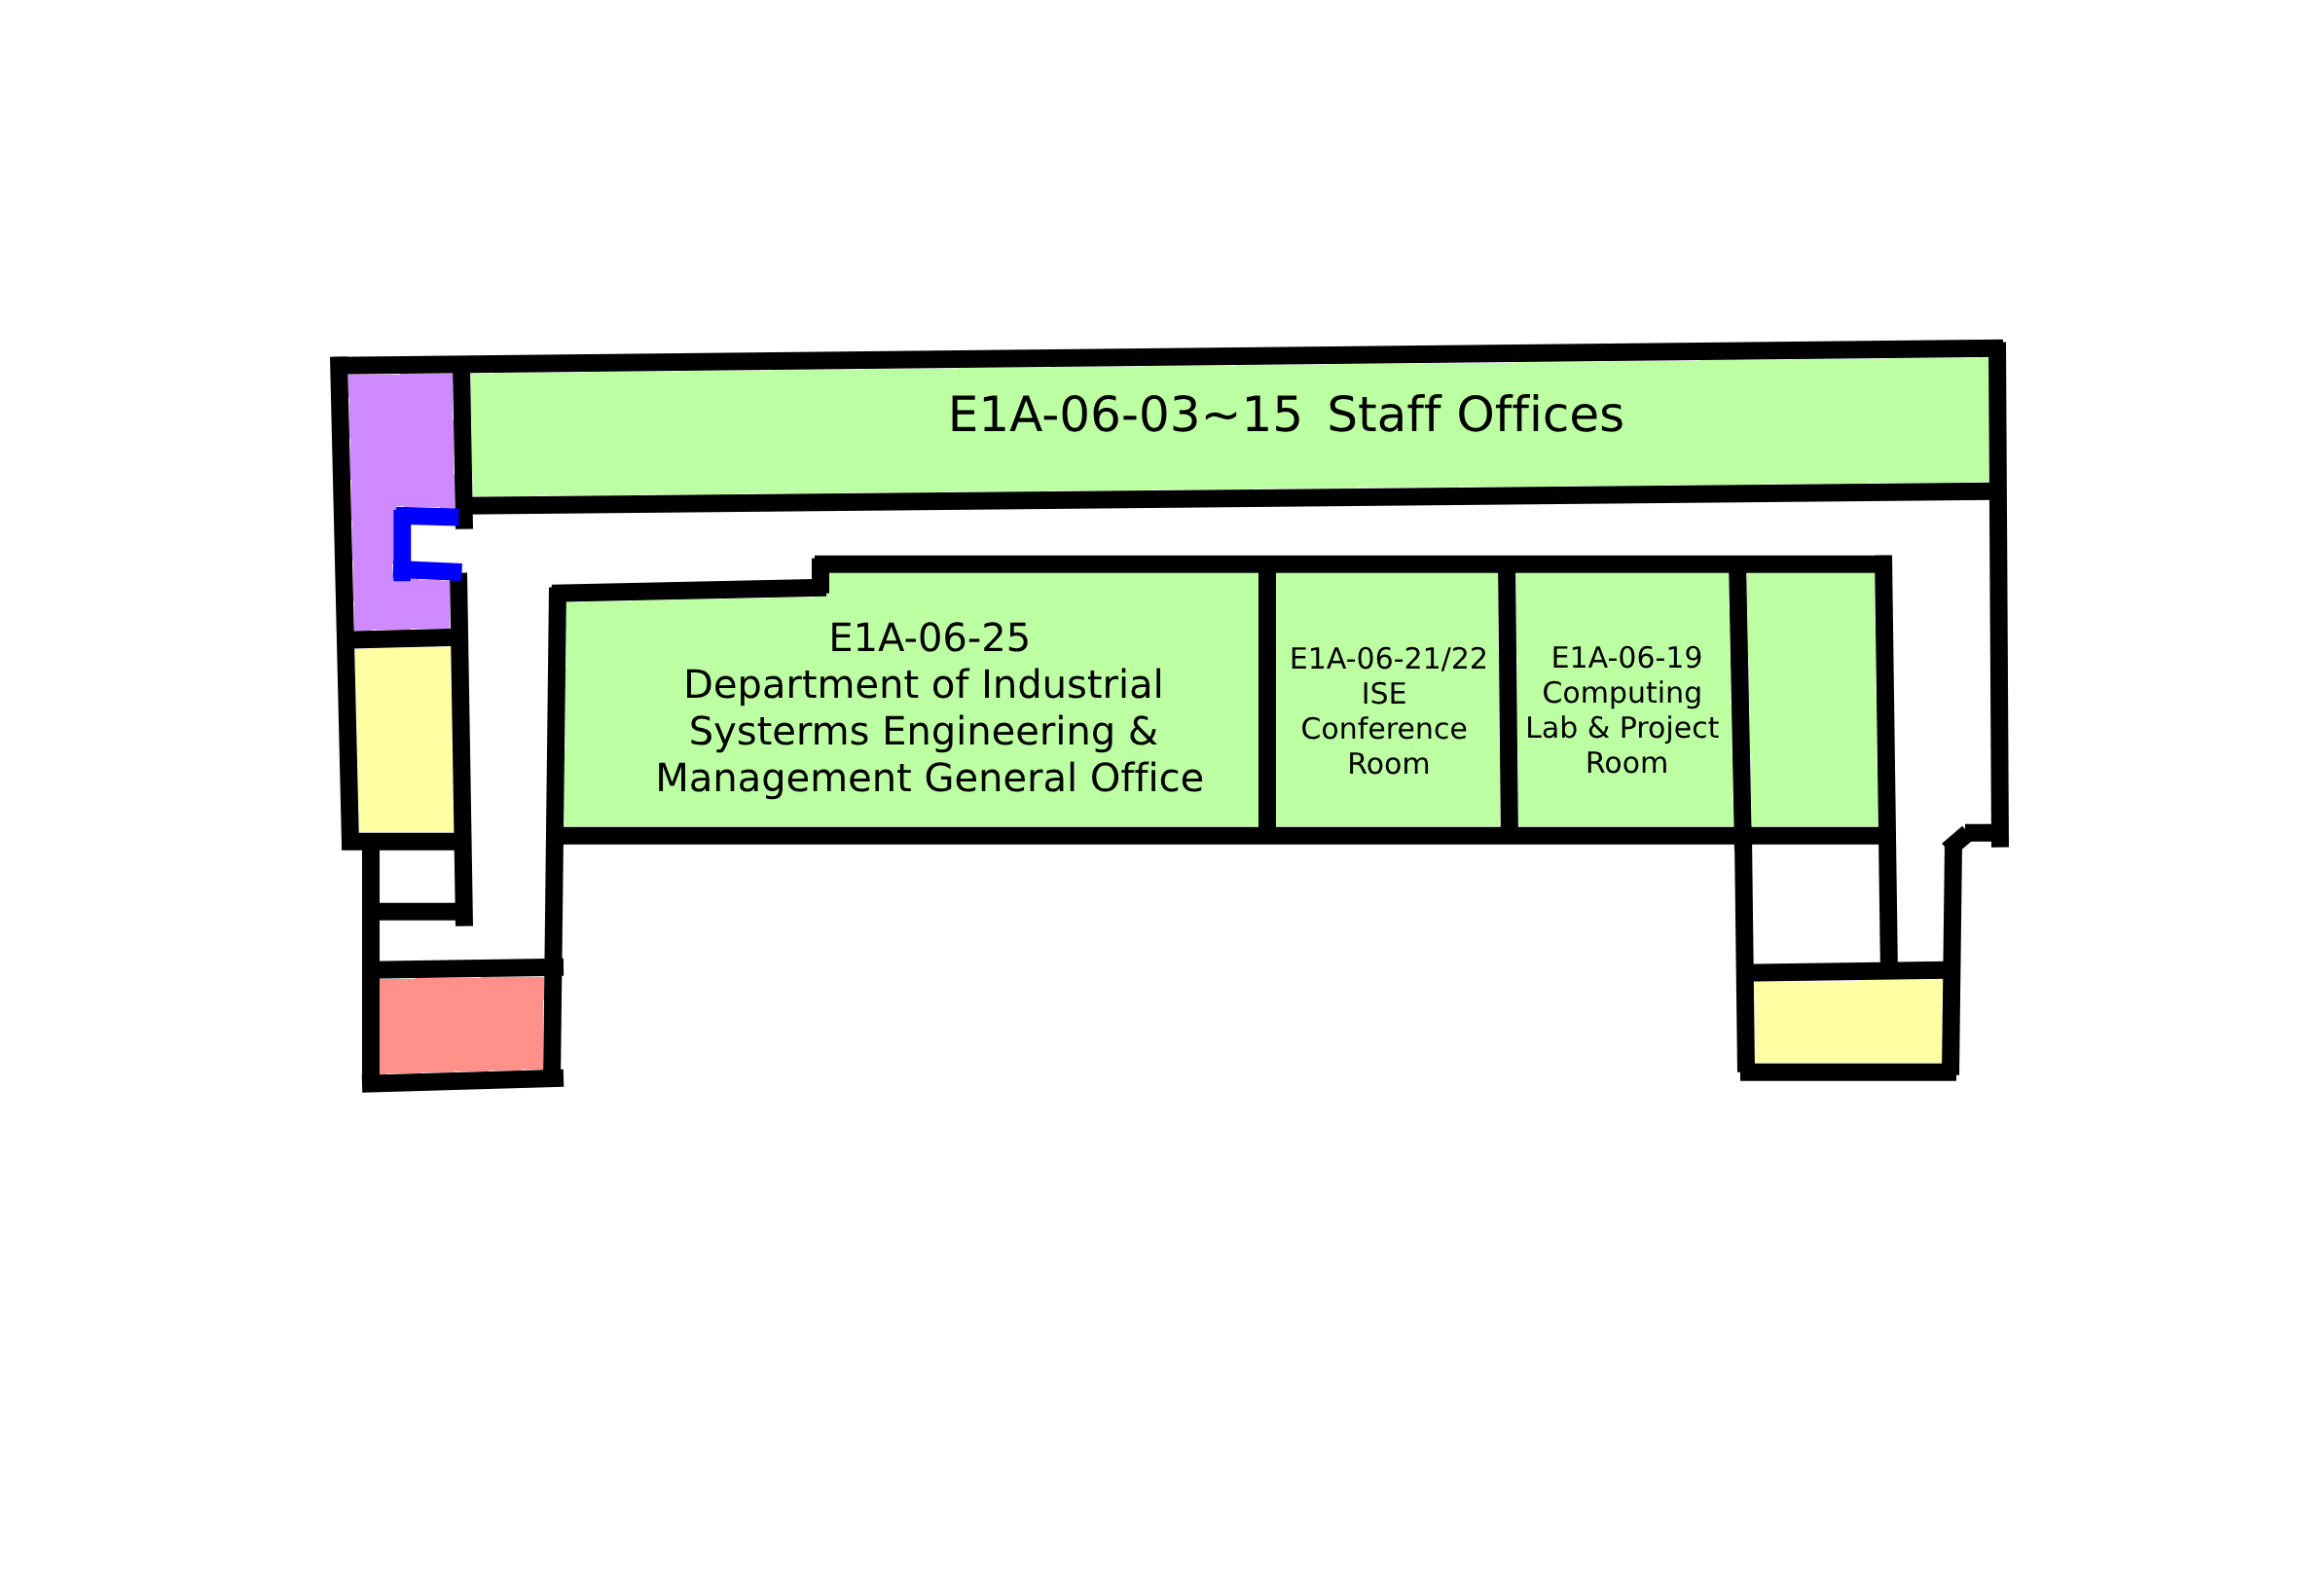 E1A-06-03~15 Staff Offices
E1A-06-25
Department of Industrial
Systerms Engineering &
Management General Office
E1A-06-21/22
ISE
Conference
Room
E1A-06-19
Computing
Lab & Project
Room